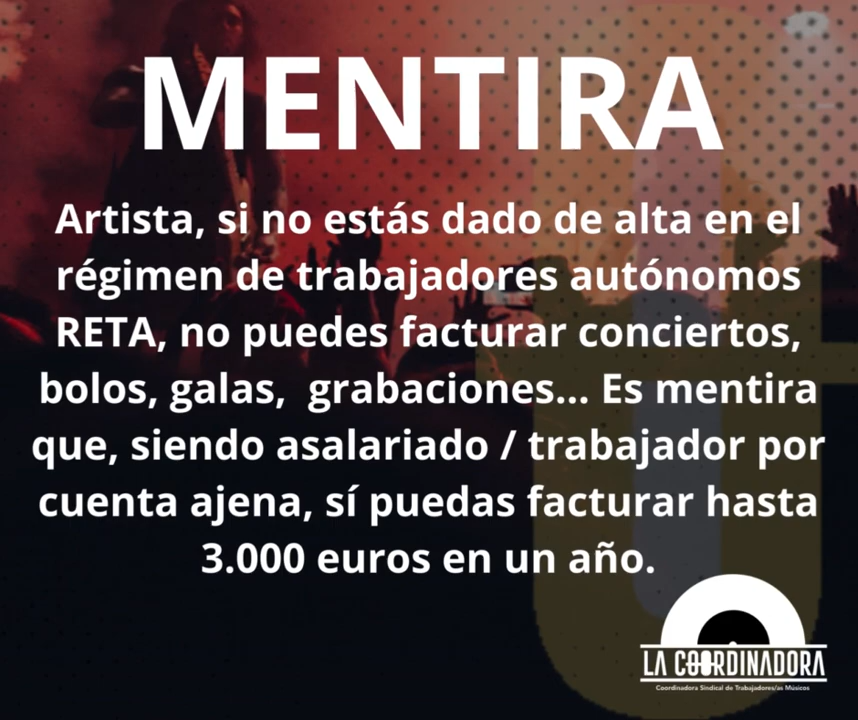 MENTIRA
Artista, si no estás dado de alta en el
régimen de trabajadores autónomos
RETA, no puedes facturar conciertos,
bolos, galas,  grabaciones... Es mentira
que, siendo asalariado / trabajador por
cuenta ajena, sí puedas facturar hasta
3.000 euros en un año.
LA COORDINADORA
Coordinadora Sindical de Trabajadores/as Músicos